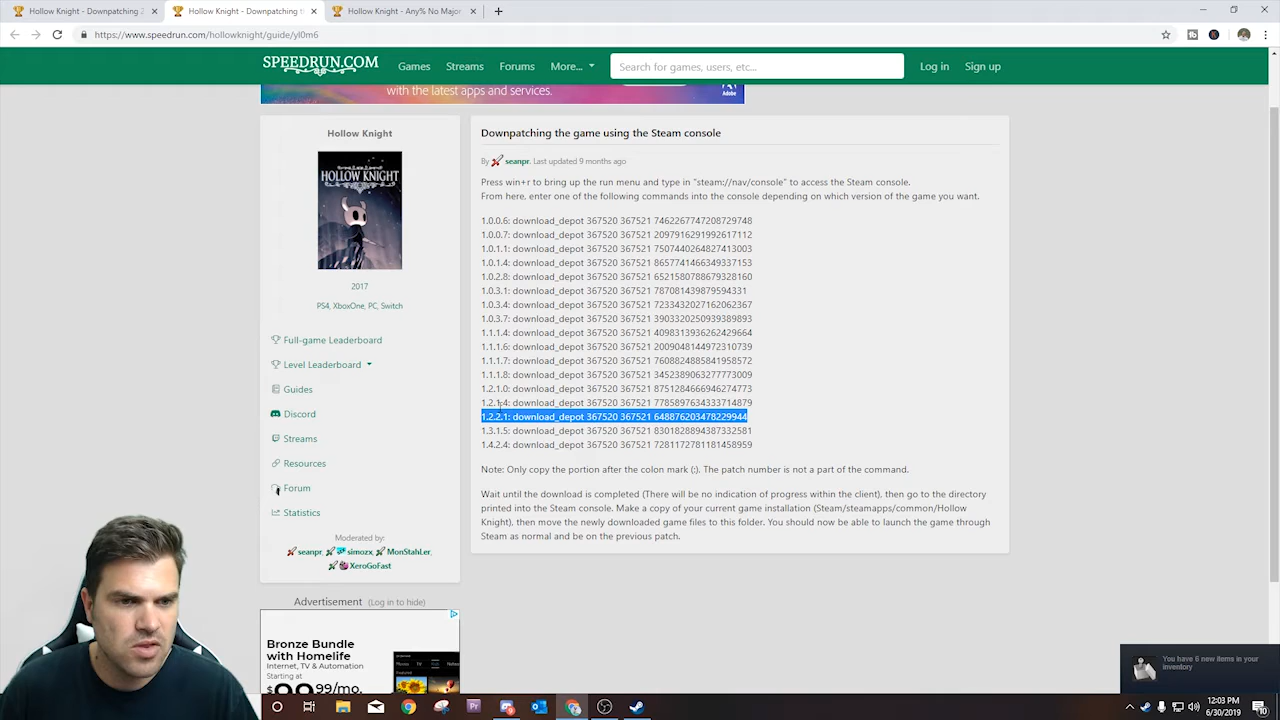 Hollow Knight - Downpatching
Hollow Knight - Downpatching t
Hollow Knight - Any% No Major
https://www.speedrun.com/hollowknight/guide/yl0m6
SPEEDRUN.COM
Games
Streams
Forums
More...
Search for games, users, etc...
Log in
Sign up
with the latest apps and services.
Adobe
Hollow Knight
HOLLOW KNIGHT
2017
PS4, XboxOne, PC, Switch
Full-game Leaderboard
Level Leaderboard
Guides
Discord
Streams
Resources
Forum
Statistics
Moderated by:
seanpr, simozx, MonStahLer,
XeroGoFast
Advertisement (Log in to hide)
Bronze Bundle
with Homelife
Internet, TV & Automation
Starting at
$99.99/mo.
Downpatching the game using the Steam console
By seanpr. Last updated 9 months ago
Press win+r to bring up the run menu and type in "steam://nav/console" to access the Steam console.
From here, enter one of the following commands into the console depending on which version of the game you want.
1.0.0.6: download_depot 367520 367521 7462267747208729748
1.0.0.7: download_depot 367520 367521 2097916291992617112
1.0.1.1: download_depot 367520 367521 7507440264827413003
1.0.1.4: download_depot 367520 367521 8657741466349337153
1.0.2.8: download_depot 367520 367521 6521580788679328160
1.0.3.1: download_depot 367520 367521 787081439879594331
1.0.3.4: download_depot 367520 367521 7233432027162062367
1.0.3.7: download_depot 367520 367521 3903320250939389893
1.1.1.4: download_depot 367520 367521 4098313936262429664
1.1.1.6: download_depot 367520 367521 2009048144972310739
1.1.1.7: download_depot 367520 367521 7608824885841958572
1.1.1.8: download_depot 367520 367521 3452389063277773009
1.2.1.0: download_depot 367520 367521 8751284666946274773
1.2.1.4: download_depot 367520 367521 7785897634333714879
1.2.2.1: download_depot 367520 367521 648876203478229944
1.3.1.5: download_depot 367520 367521 8301828894387332581
1.4.2.4: download_depot 367520 367521 7281172781181458959
Note: Only copy the portion after the colon mark (:). The patch number is not a part of the command.
Wait until the download is completed (There will be no indication of progress within the client), then go to the directory
printed into the Steam console. Make a copy of your current game installation (Steam/steamapps/common/Hollow
Knight), then move the newly downloaded game files to this folder. You should now be able to launch the game through
Steam as normal and be on the previous patch.
You have 6 new items in your
inventory
12:03 PM
6/30/2019